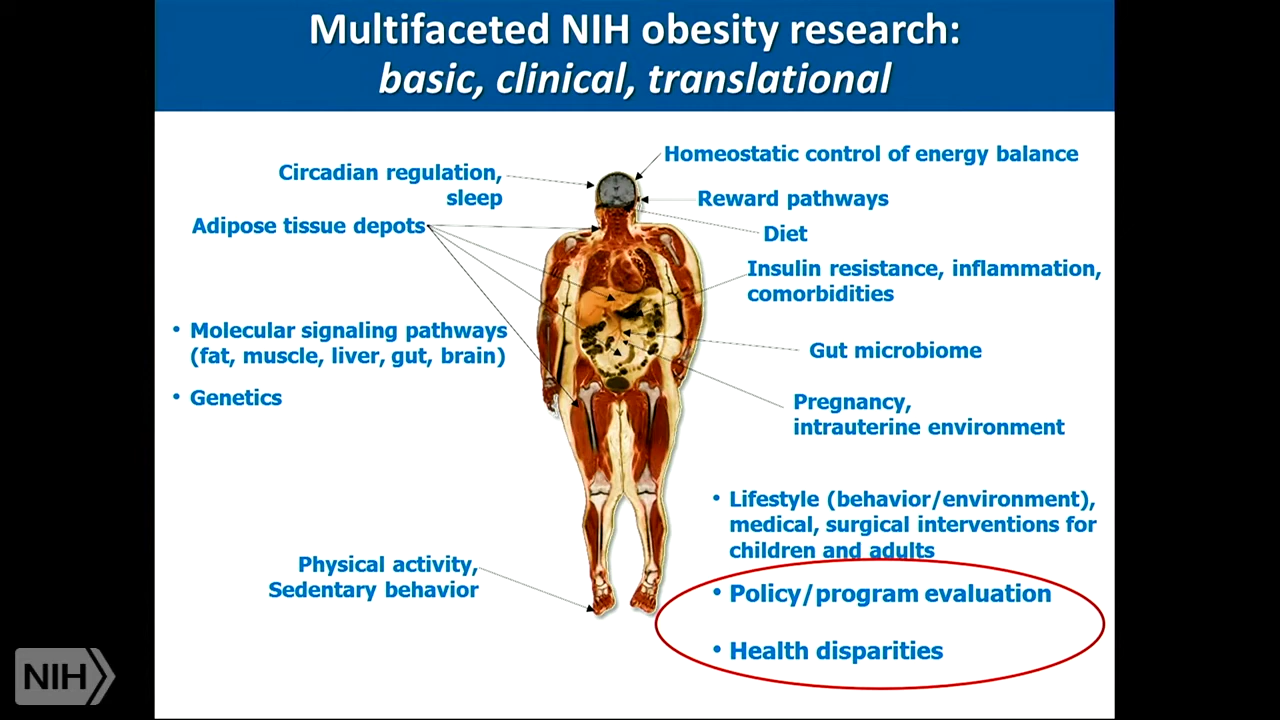 Multifaceted NIH obesity research:
basic, clinical, translational
Circadian regulation,
sleep
Adipose tissue depots
• Molecular signaling pathways
(fat, muscle, liver, gut, brain)
• Genetics
Physical activity,
Sedentary behavior
Homeostatic control of energy balance
Reward pathways
Diet
Insulin resistance, inflammation,
comorbidities
Gut microbiome
Pregnancy,
intrauterine environment
• Lifestyle (behavior/environment),
medical, surgical interventions for
children and adults
• Policy/program evaluation
• Health disparities
NIH